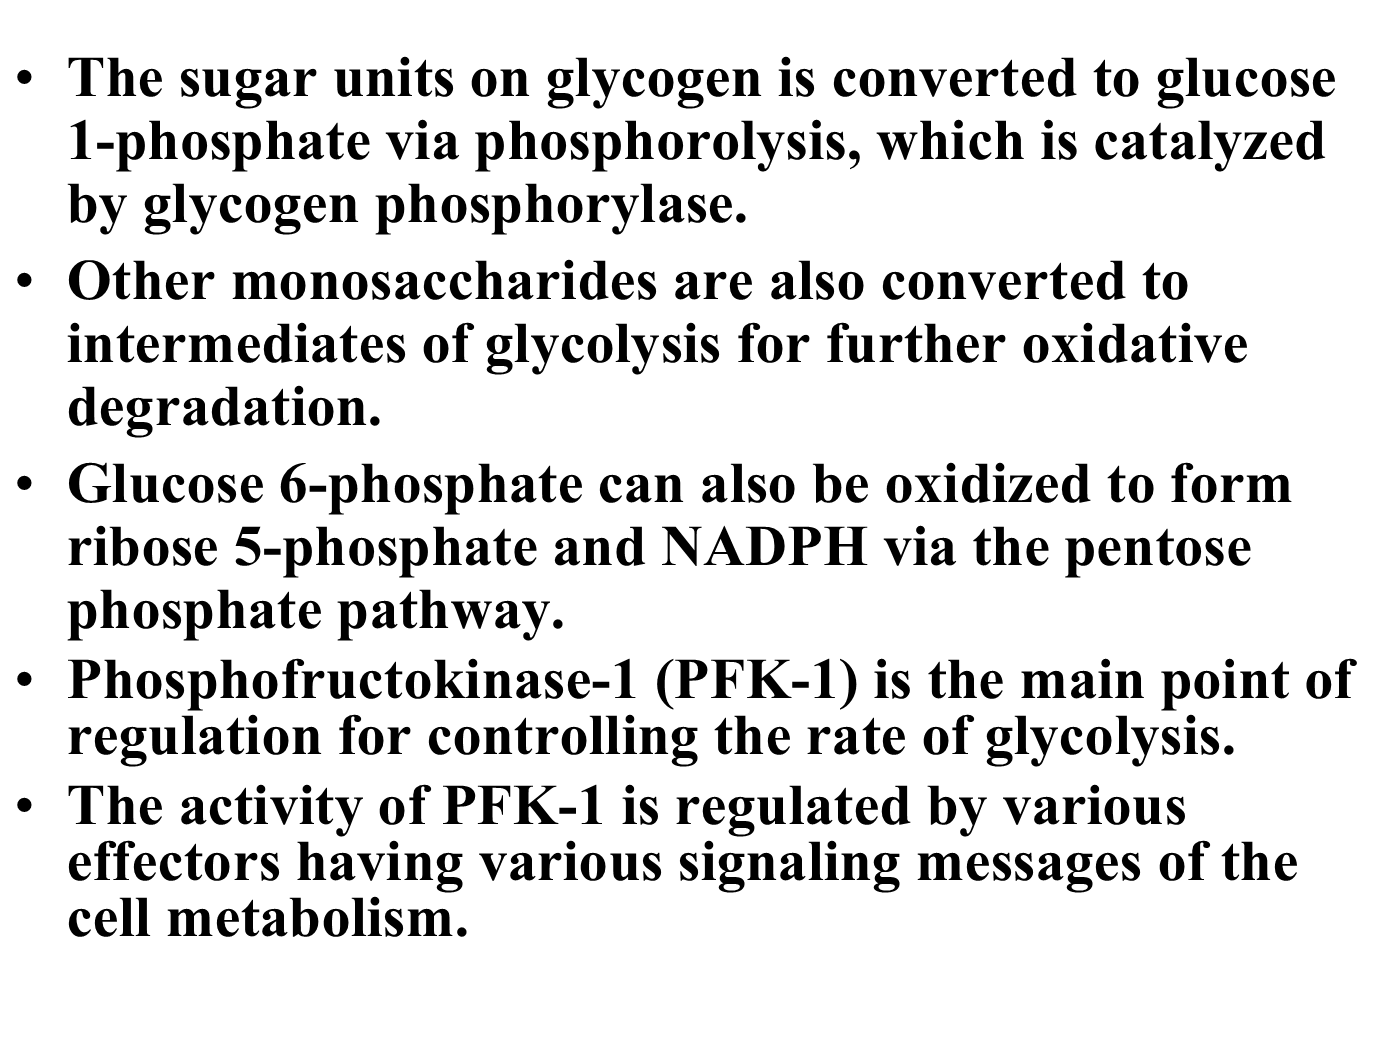 • The sugar units on glycogen is converted to glucose
1-phosphate via phosphorolysis, which is catalyzed
by glycogen phosphorylase.
• Other monosaccharides are also converted to
intermediates of glycolysis for further oxidative
degradation.
• Glucose 6-phosphate can also be oxidized to form
ribose 5-phosphate and NADPH via the pentose
phosphate pathway.
• Phosphofructokinase-1 (PFK-1) is the main point of
regulation for controlling the rate of glycolysis.
• The activity of PFK-1 is regulated by various
effectors having various signaling messages of the
cell metabolism.